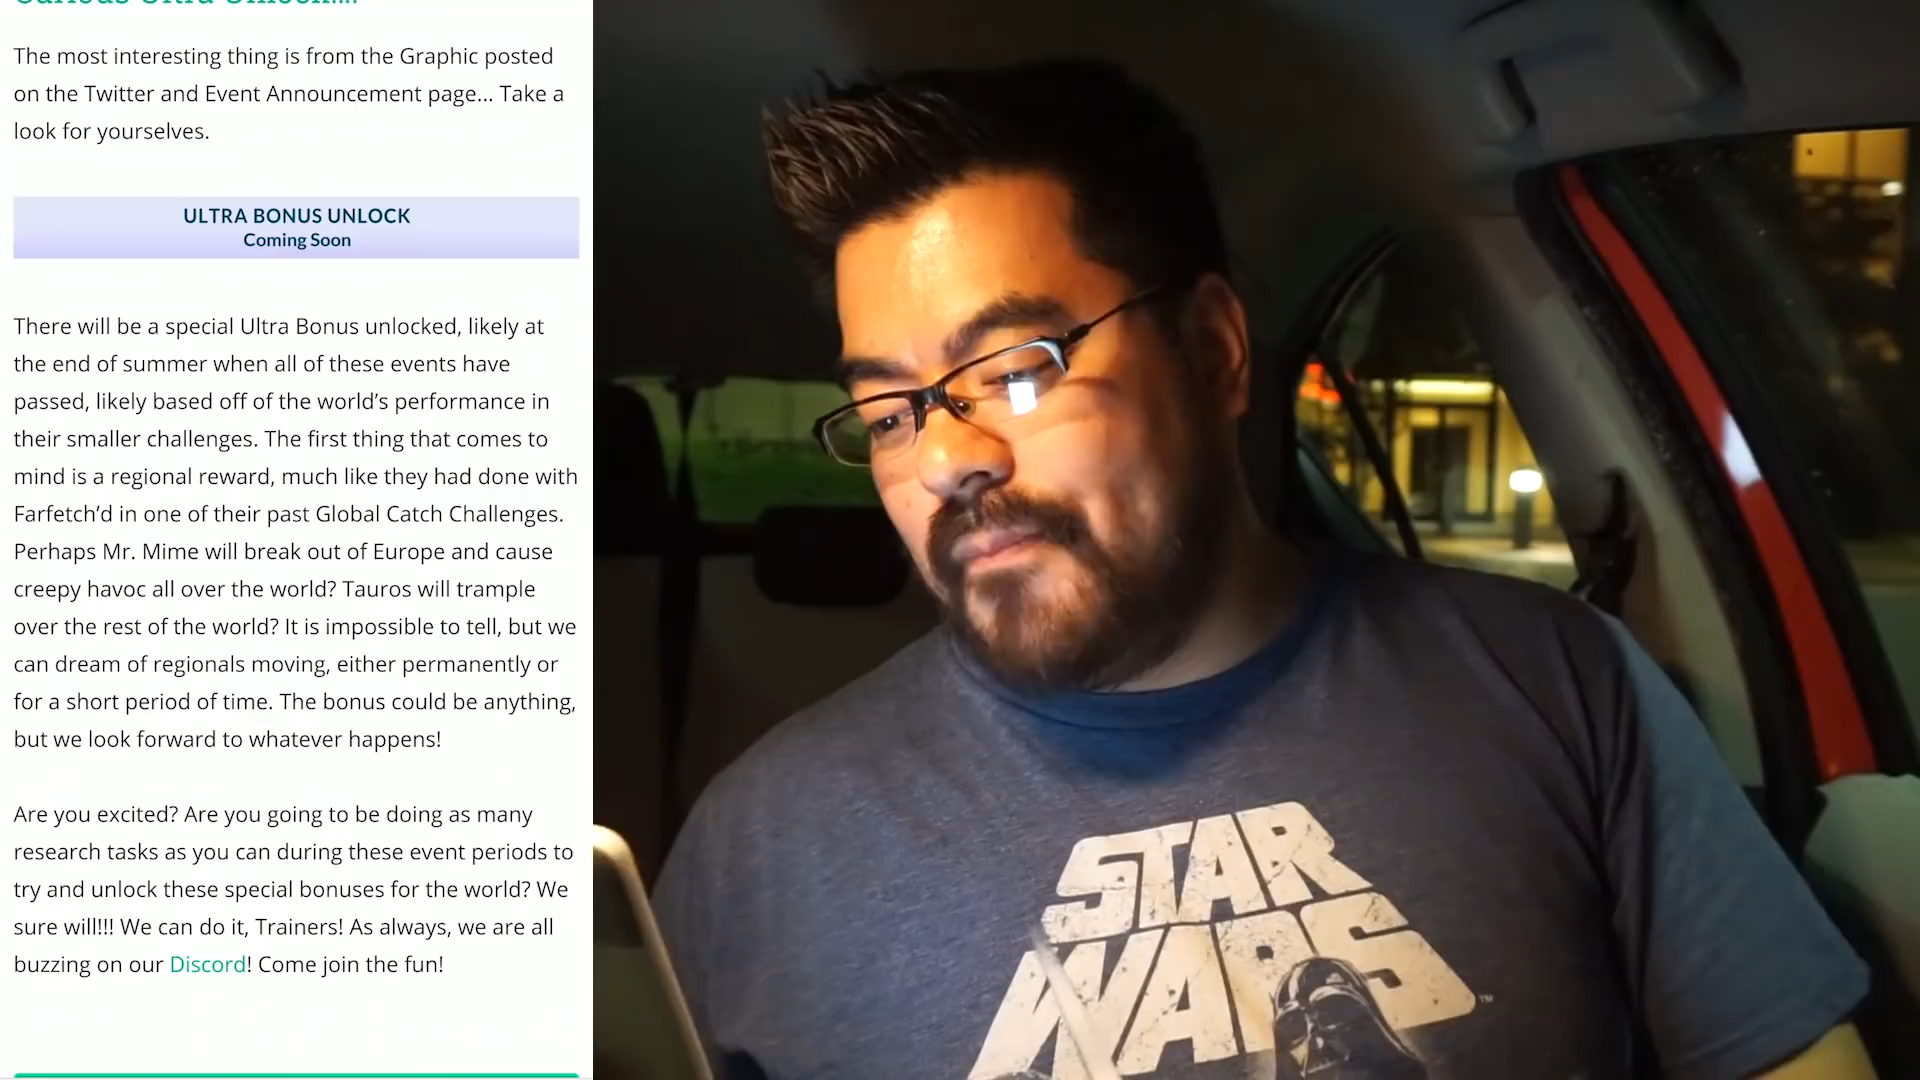 Curious Ultra Unlock....
The most interesting thing is from the Graphic posted
on the Twitter and Event Announcement page... Take a
look for yourselves.
ULTRA BONUS UNLOCK
Coming Soon
There will be a special Ultra Bonus unlocked, likely at
the end of summer when all of these events have
passed, likely based off of the world’s performance in
their smaller challenges. The first thing that comes to
mind is a regional reward, much like they had done with
Farfetch’d in one of their past Global Catch Challenges.
Perhaps Mr. Mime will break out of Europe and cause
creepy havoc all over the world? Tauros will trample
over the rest of the world? It is impossible to tell, but we
can dream of regionals moving, either permanently or
for a short period of time. The bonus could be anything,
but we look forward to whatever happens!
Are you excited? Are you going to be doing as many
research tasks as you can during these event periods to
try and unlock these special bonuses for the world? We
sure will!!! We can do it, Trainers! As always, we are all
buzzing on our Discord! Come join the fun!
STAR
WARS
TM